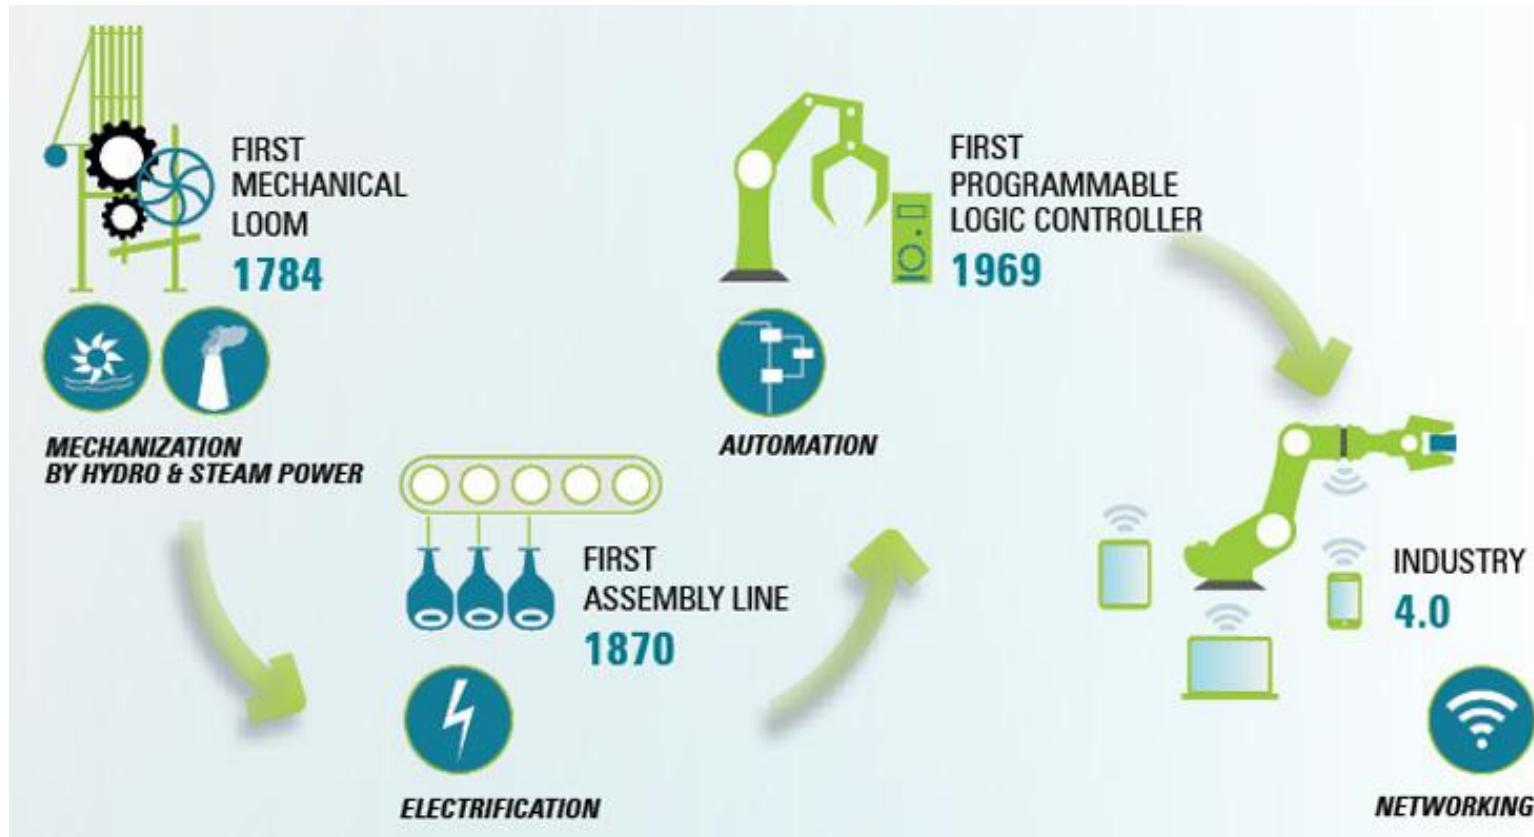 FIRST
MECHANICAL
LOOM
1784
MECHANIZATION
BY HYDRO & STEAM POWER
FIRST
ASSEMBLY LINE
1870
ELECTRIFICATION
FIRST
PROGRAMMABLE
LOGIC CONTROLLER
1969
AUTOMATION
INDUSTRY
4.0
NETWORKING